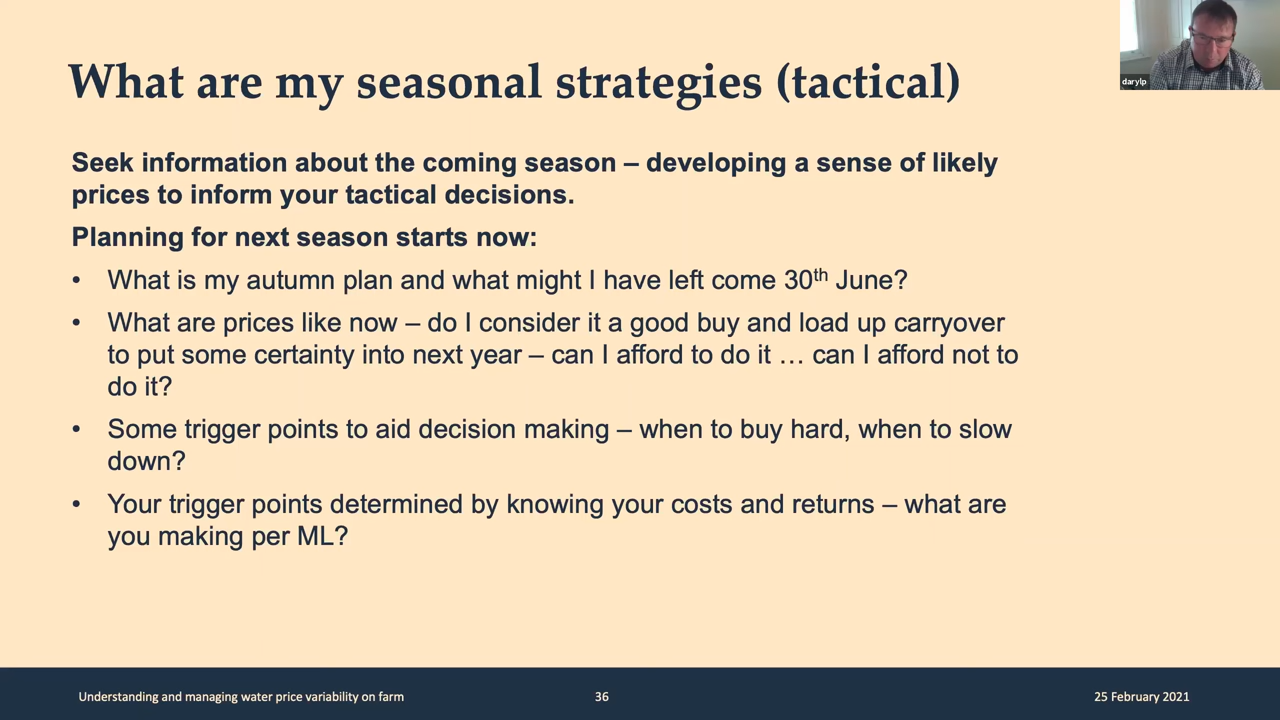 What are my seasonal strategies (tactical)
darylp
Seek information about the coming season – developing a sense of likely
prices to inform your tactical decisions.
Planning for next season starts now:
• What is my autumn plan and what might I have left come 30th June?
• What are prices like now – do I consider it a good buy and load up carryover
to put some certainty into next year – can I afford to do it … can I afford not to
do it?
• Some trigger points to aid decision making – when to buy hard, when to slow
down?
• Your trigger points determined by knowing your costs and returns – what are
you making per ML?
Understanding and managing water price variability on farm
36
25 February 2021